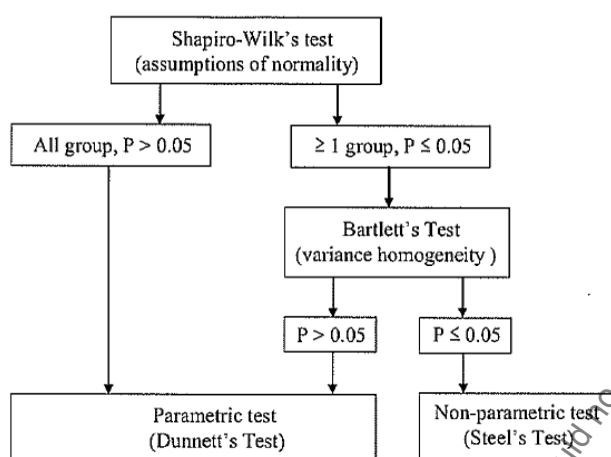 Shapiro-Wilk's test
(assumptions of normality)
All group, P > 0.05
≥ 1 group, P ≤ 0.05
Bartlett's Test
(variance homogeneity )
P > 0.05
P ≤ 0.05
Parametric test
(Dunnett's Test)
Non-parametric test
(Steel's Test)